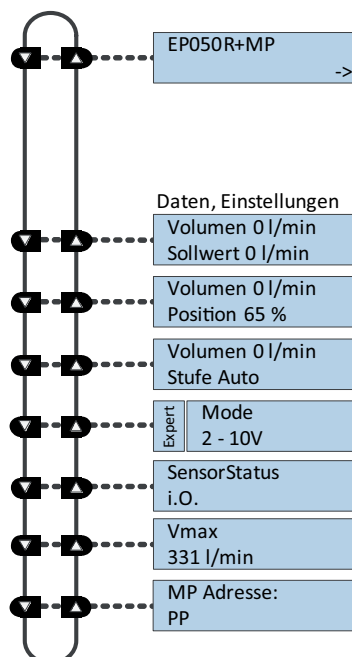 EP050R+MP
->
Daten, Einstellungen
Volumen 0 l/min
Sollwert 0 l/min
Volumen 0 l/min
Position 65 %
Volumen 0 l/min
Stufe Auto
Expert
Mode
2 - 10V
SensorStatus
i.O.
Vmax
331 l/min
MP Adresse:
PP